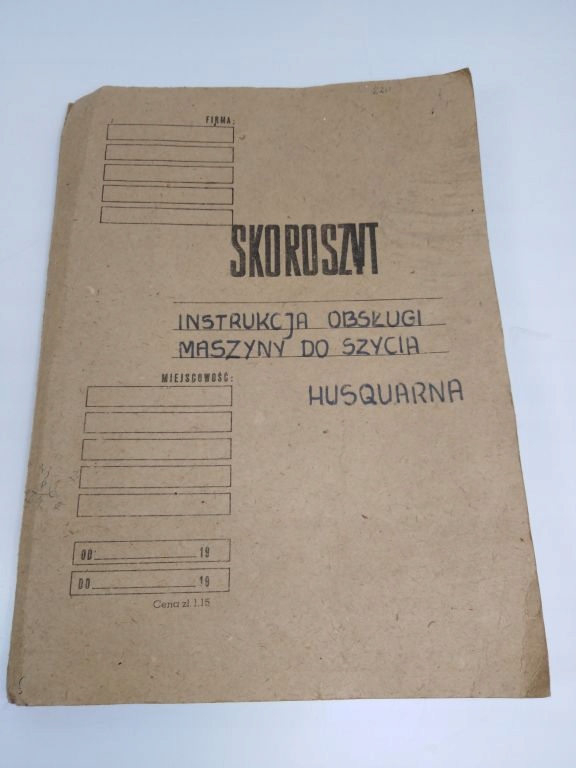 FIRMA:
SKOROSZYT
INSTRUKCJA OBSŁUGI
MASZYNY DO SZYCIA
HUSQUARNA
MIEJSCOWOŚĆ:
OD 19
DO 19
Cena zł 1.15